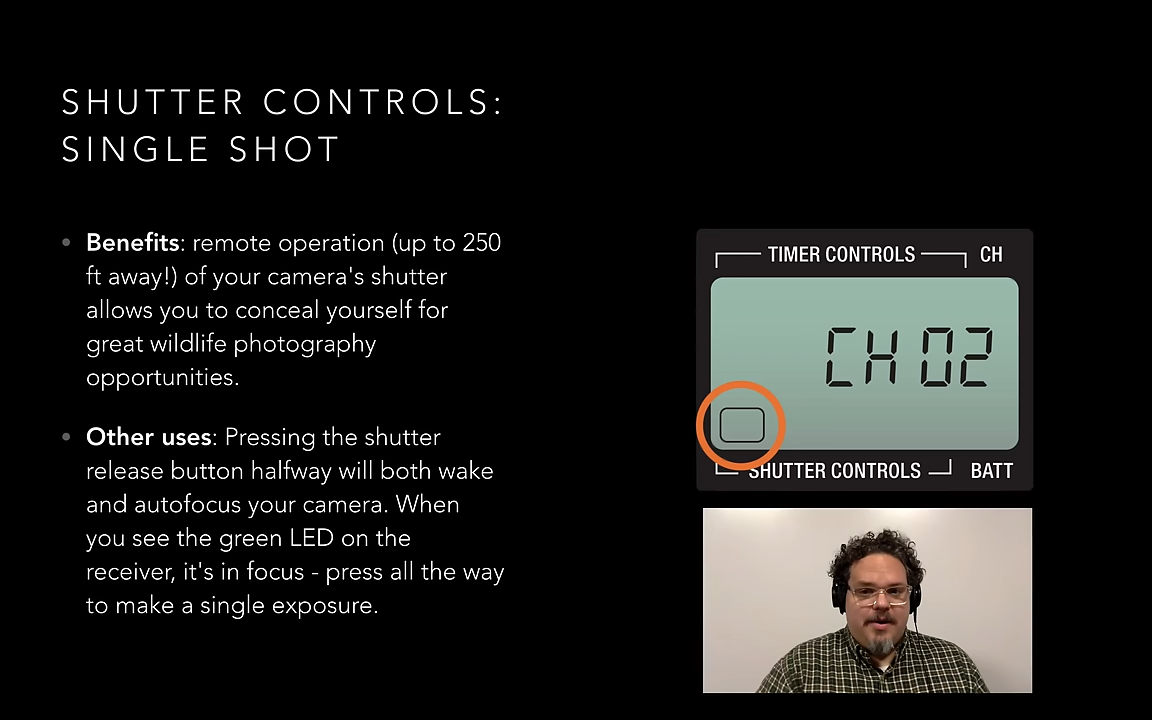 SHUTTER CONTROLS:
SINGLE SHOT
• Benefits: remote operation (up to 250
ft away!) of your camera's shutter
allows you to conceal yourself for
great wildlife photography
opportunities.
• Other uses: Pressing the shutter
release button halfway will both wake
and autofocus your camera. When
you see the green LED on the
receiver, it's in focus - press all the way
to make a single exposure.
TIMER CONTROLS CH
CH 02
SHUTTER CONTROLS BATT